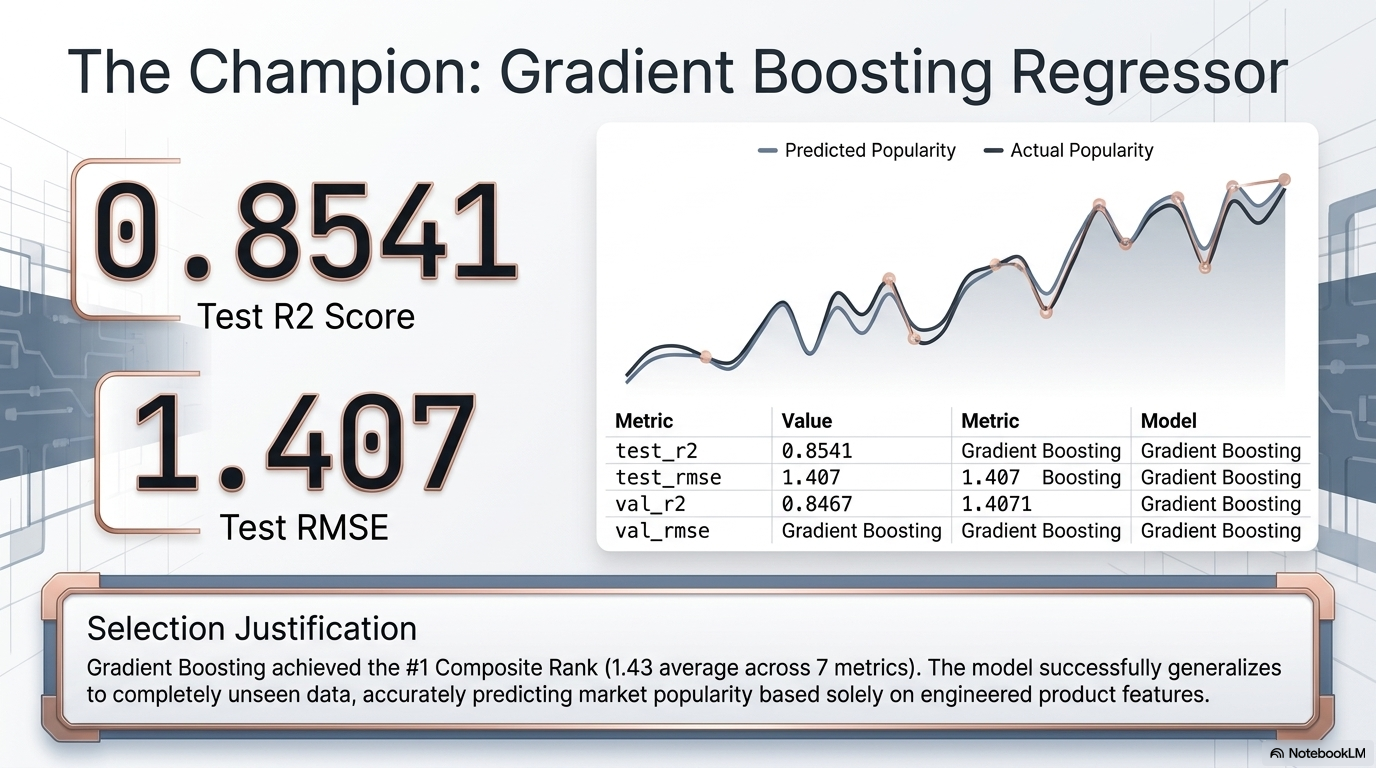 The Champion: Gradient Boosting Regressor
0.8541
Test R2 Score
1.407
Test RMSE
Predicted Popularity
Actual Popularity
Metric Value Metric Model
test_r2 0.8541 Gradient Boosting Gradient Boosting
test_rmse 1.407 1.407 Boosting Gradient Boosting
val_r2 0.8467 1.4071 Gradient Boosting
val_rmse Gradient Boosting Gradient Boosting Gradient Boosting
Selection Justification
Gradient Boosting achieved the #1 Composite Rank (1.43 average across 7 metrics). The model successfully generalizes
to completely unseen data, accurately predicting market popularity based solely on engineered product features.
NotebookLM